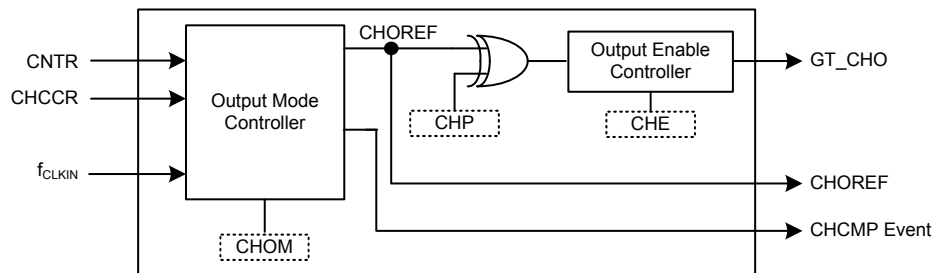 CNTR
CHCCR
fCLKIN
Output Mode
Controller
CHOM
CHOREF
CHP
Output Enable
Controller
CHE
GT_CHO
CHOREF
CHCMP Event